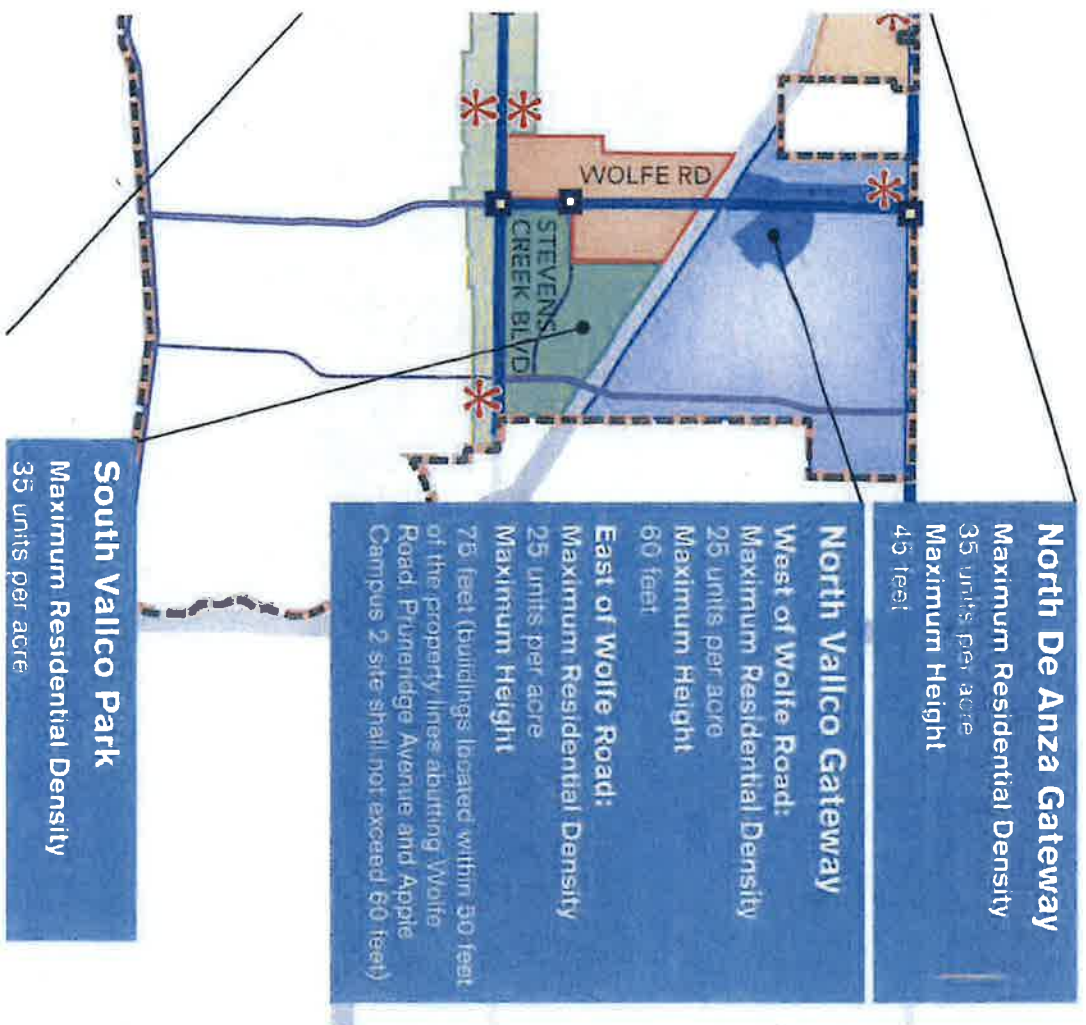 North De Anza Gateway
Maximum Residential Density
35 units per acre
Maximum Height
45 feet
North Vallco Gateway
West of Wolfe Road:
Maximum Residential Density
25 units per acre
Maximum Height
60 feet
East of Wolfe Road:
Maximum Residential Density
25 units per acre
Maximum Height
75 feet (buildings located within 50 feet
of the property lines abutting Wolfe
Road, Pruneridge Avenue and Apple
Campus 2 site shall not exceed 60 feet)
South Vallco Park
Maximum Residential Density
35 units per acre
WOLFE RD
STEVENS
CREEK BLVD